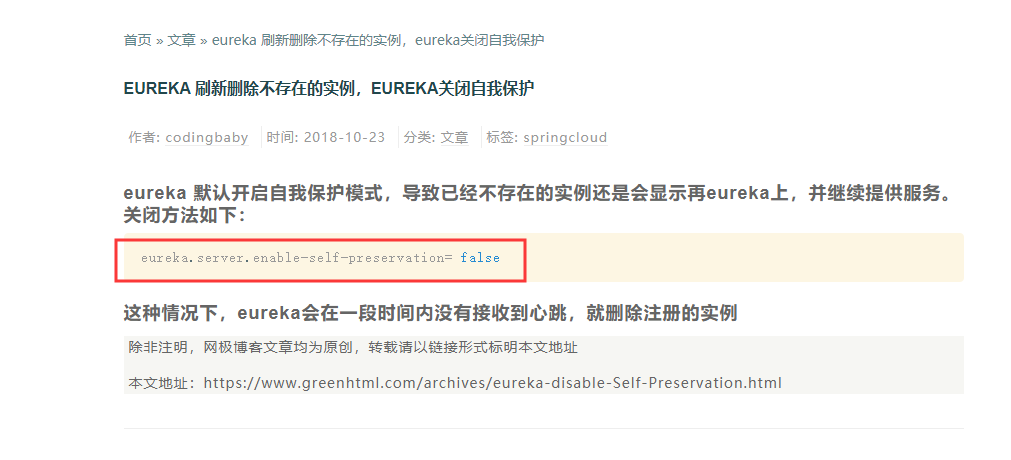 首页 » 文章 » eureka 刷新删除不存在的实例，eureka关闭自我保护
EUREKA 刷新删除不存在的实例，EUREKA关闭自我保护
作者: codingbaby 时间: 2018-10-23 分类: 文章 标签: springcloud
eureka 默认开启自我保护模式，导致已经不存在的实例还是会显示再eureka上，并继续提供服务。
关闭方法如下：
eureka.server.enable-self-preservation= false
这种情况下，eureka会在一段时间内没有接收到心跳，就删除注册的实例
除非注明，网极博客文章均为原创，转载请以链接形式标明本文地址
本文地址：https://www.greenhtml.com/archives/eureka-disable-Self-Preservation.html